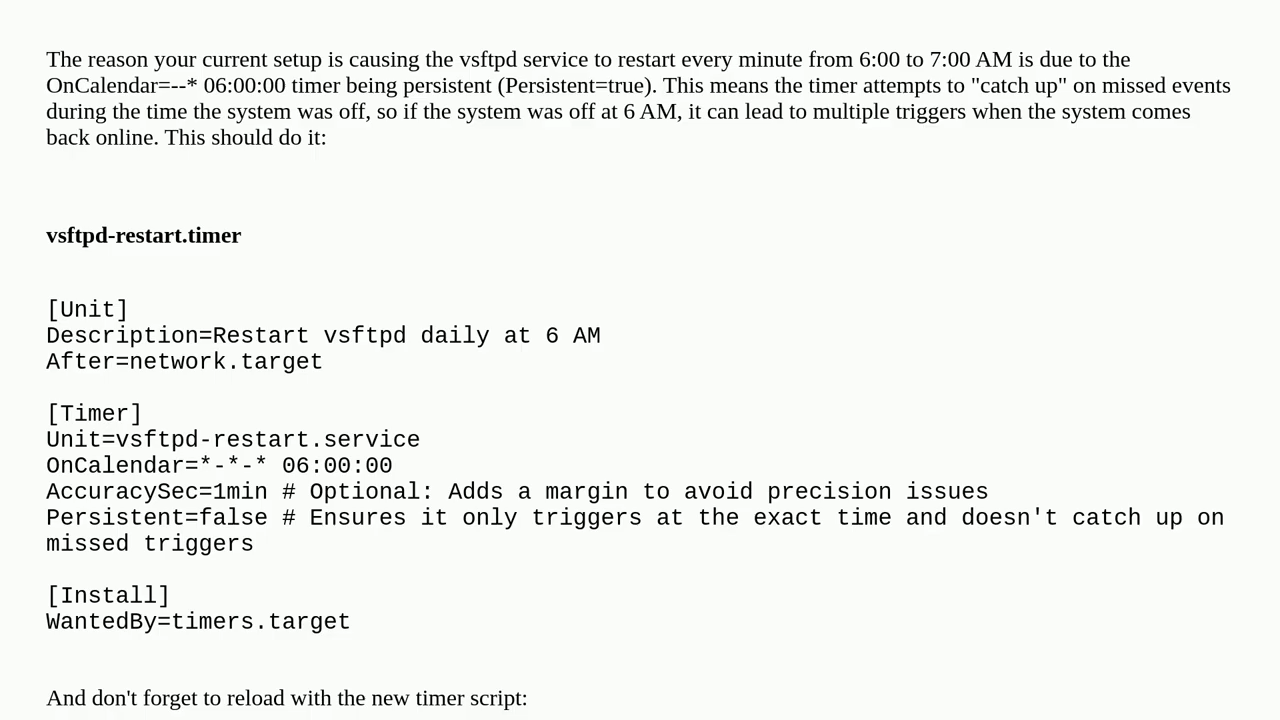 The reason your current setup is causing the vsftpd service to restart every minute from 6:00 to 7:00 AM is due to the
OnCalendar=--* 06:00:00 timer being persistent (Persistent=true). This means the timer attempts to "catch up" on missed events
during the time the system was off, so if the system was off at 6 AM, it can lead to multiple triggers when the system comes
back online. This should do it:
vsftpd-restart.timer
[Unit]
Description=Restart vsftpd daily at 6 AM
After=network.target
[Timer]
Unit=vsftpd-restart.service
OnCalendar=*-*-* 06:00:00
AccuracySec=1min # Optional: Adds a margin to avoid precision issues
Persistent=false # Ensures it only triggers at the exact time and doesn't catch up on
missed triggers
[Install]
WantedBy=timers.target
And don't forget to reload with the new timer script: